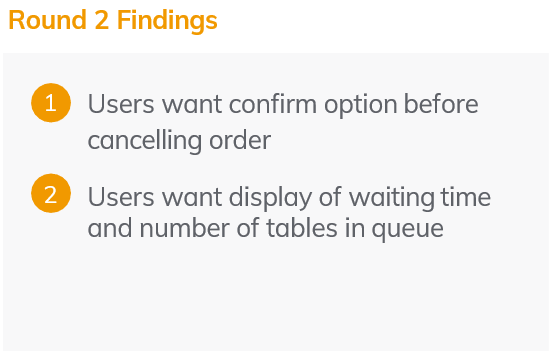 Round 2 Findings
1 Users want confirm option before
cancelling order
2 Users want display of waiting time
and number of tables in queue